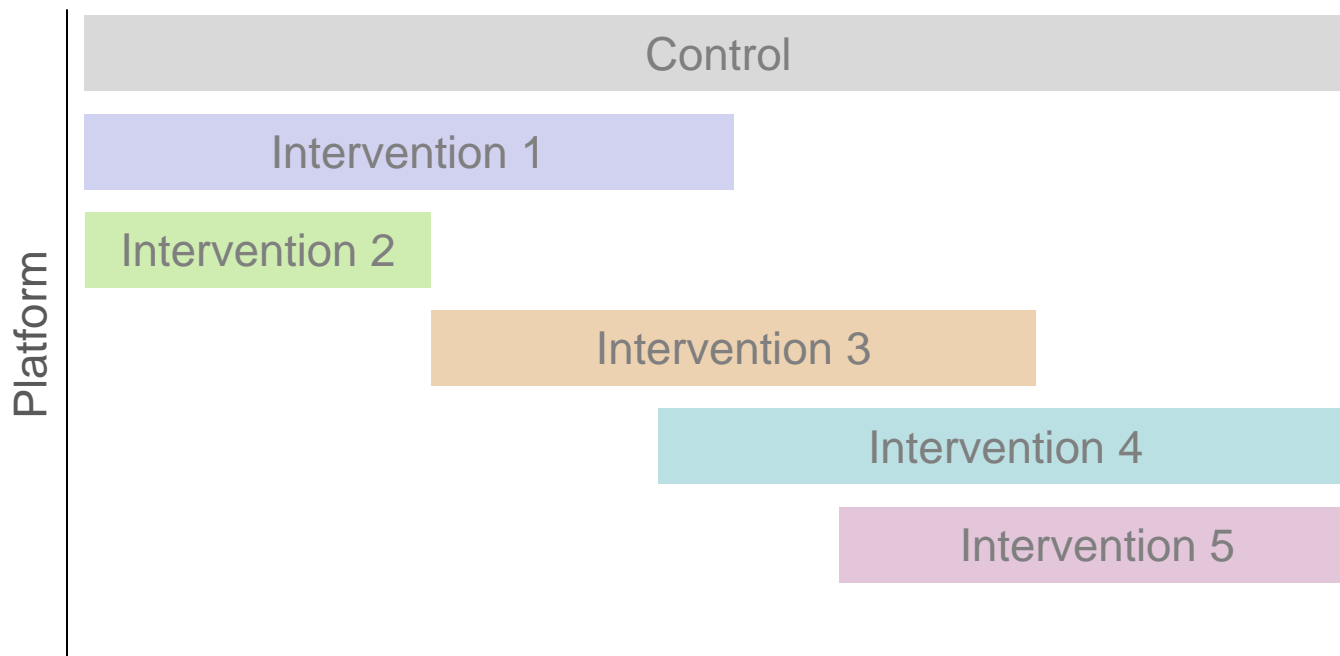 Control
Intervention 1
Intervention 2
Intervention 3
Intervention 4
Intervention 5
Platform